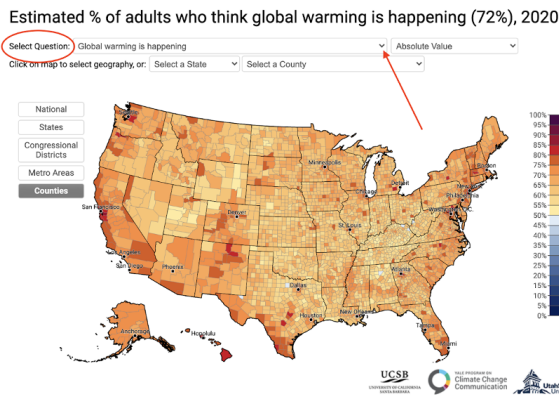 Estimated % of adults who think global warming is happening (72%), 2020
Select Question: Global warming is happening Absolute Value
Click on map to select geography, or: Select a State Select a County
National
States
Congressional
Districts
Metro Areas
Counties
100%
95%
90%
85%
80%
75%
70%
65%
60%
55%
50%
45%
40%
35%
30%
25%
20%
15%
10%
5%
0%
Minneapolis
Boston
Detroit
New
Chicago
Philadelphia
San Francisco
Denver
Washington D.C.
St. Louis
Los Angeles
San Diego
Phoenix
Atlanta
Dallas
Houston
New Orleans
Tampa
Miami
Anchorage
Honolulu
UCSB
UNIVERSITY OF CALIFORNIA
SANTA BARBARA
YALE PROGRAM ON
Climate Change
Communication
Utah
Un